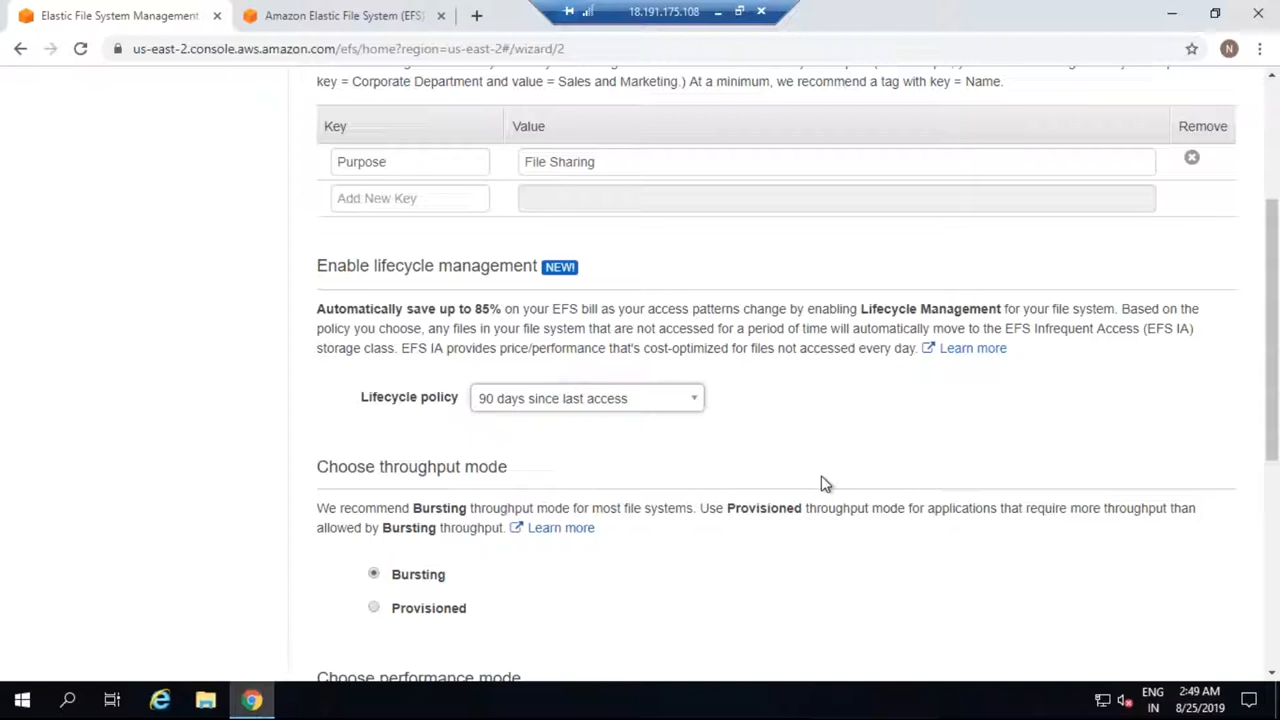 Elastic File System Management
Amazon Elastic File System (EFS)
18.191.175.108
us-east-2.console.aws.amazon.com/efs/home?region=us-east-2#/wizard/2
N
key = Corporate Department and value = Sales and Marketing.) At a minimum, we recommend a tag with key = Name.
Key Value Remove
Purpose File Sharing
Add New Key
Enable lifecycle management NEW!
Automatically save up to 85% on your EFS bill as your access patterns change by enabling Lifecycle Management for your file system. Based on the
policy you choose, any files in your file system that are not accessed for a period of time will automatically move to the EFS Infrequent Access (EFS IA)
storage class. EFS IA provides price/performance that's cost-optimized for files not accessed every day. Learn more
Lifecycle policy 90 days since last access
Choose throughput mode
We recommend Bursting throughput mode for most file systems. Use Provisioned throughput mode for applications that require more throughput than
allowed by Bursting throughput. Learn more
Bursting
Provisioned
Choose performance mode
ENG 2:49 AM
IN 8/25/2019